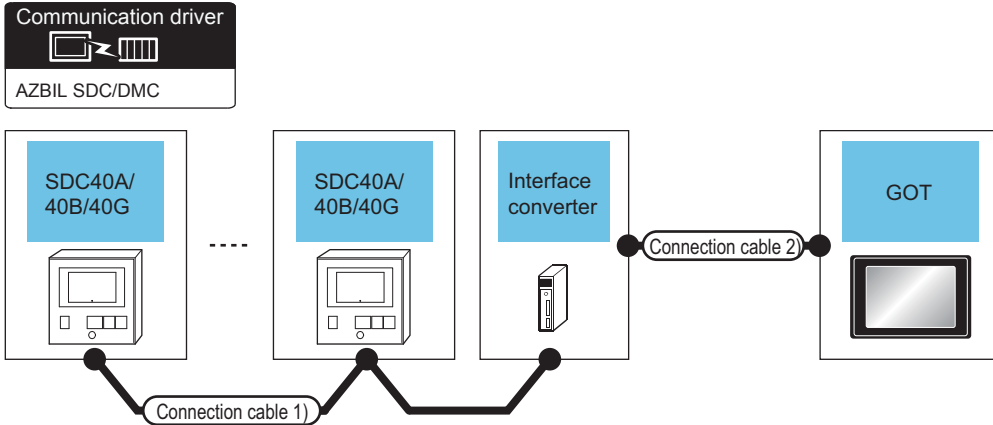 Communication driver
AZBIL SDC/DMC
SDC40A/
40B/40G
SDC40A/
40B/40G
Interface
converter
GOT
Connection cable 2)
Connection cable 1)